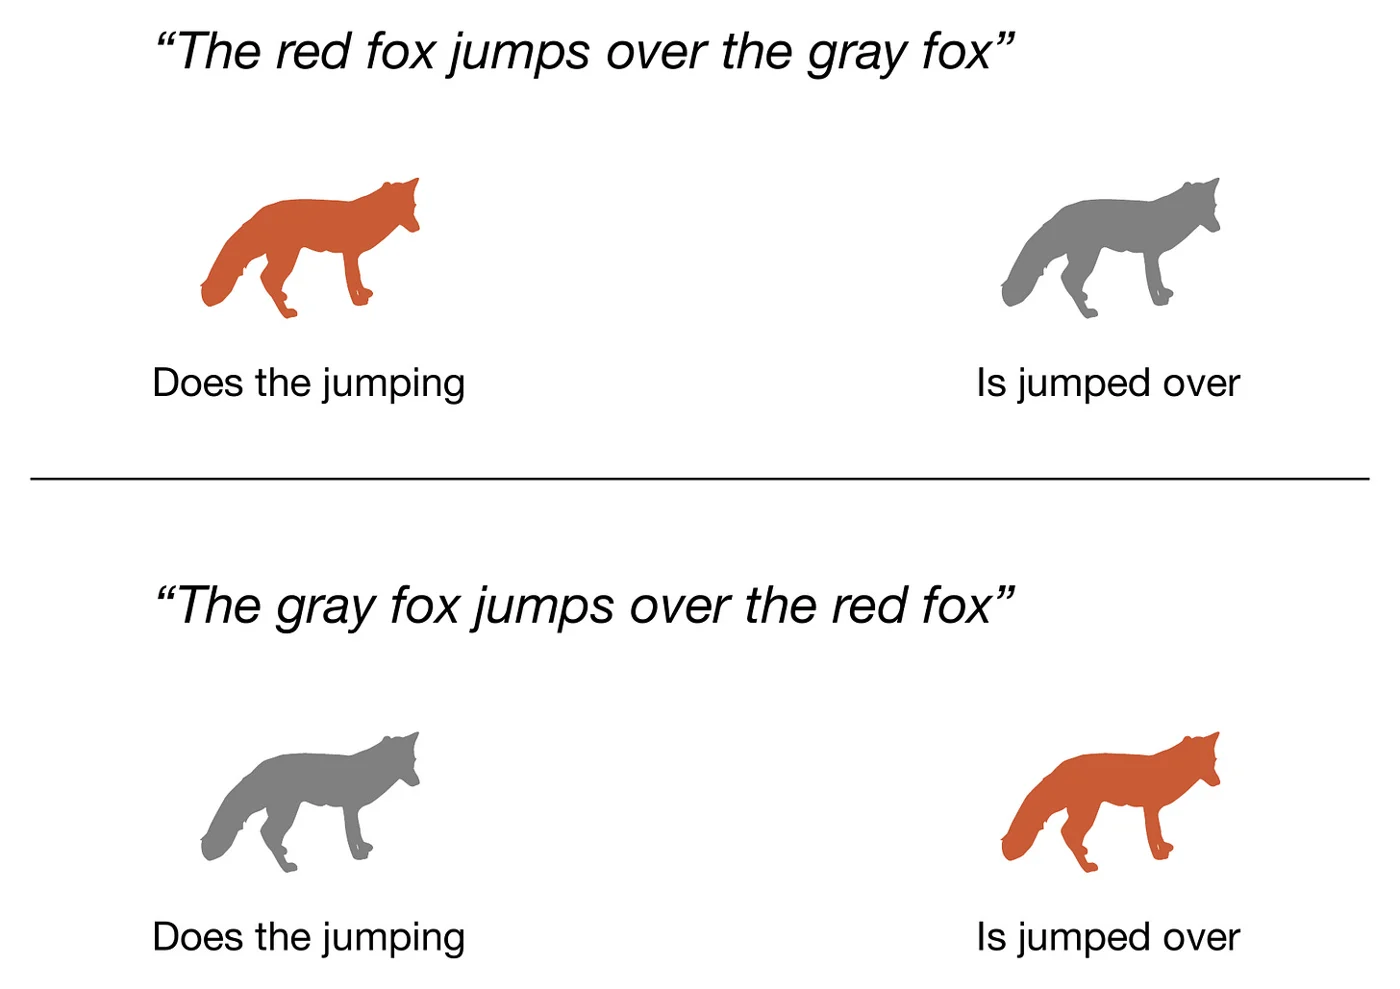 “The red fox jumps over the gray fox”
Does the jumping
Is jumped over
“The gray fox jumps over the red fox”
Does the jumping
Is jumped over